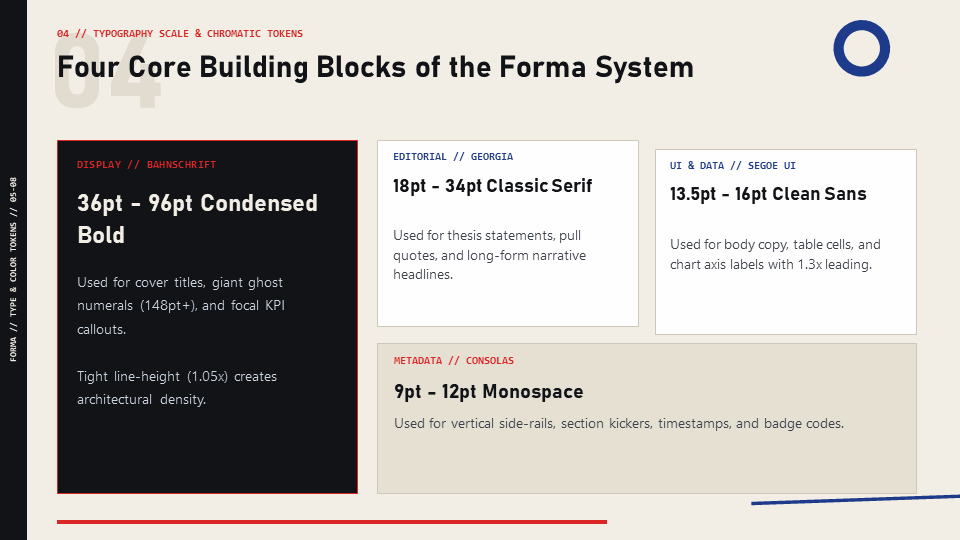 04 // TYPOGRAPHY SCALE & CHROMATIC TOKENS
04
Four Core Building Blocks of the Forma System
FORMA // TYPE & COLOR TOKENS // 05-08
DISPLAY // BAHNSCHRIFT
36pt - 96pt Condensed
Bold
Used for cover titles, giant ghost
numerals (148pt+), and focal KPI
callouts.
Tight line-height (1.05x) creates
architectural density.
EDITORIAL // GEORGIA
18pt - 34pt Classic Serif
Used for thesis statements, pull
quotes, and long-form narrative
headlines.
UI & DATA // SEGOE UI
13.5pt - 16pt Clean Sans
Used for body copy, table cells, and
chart axis labels with 1.3x leading.
METADATA // CONSOLAS
9pt - 12pt Monospace
Used for vertical side-rails, section kickers, timestamps, and badge codes.